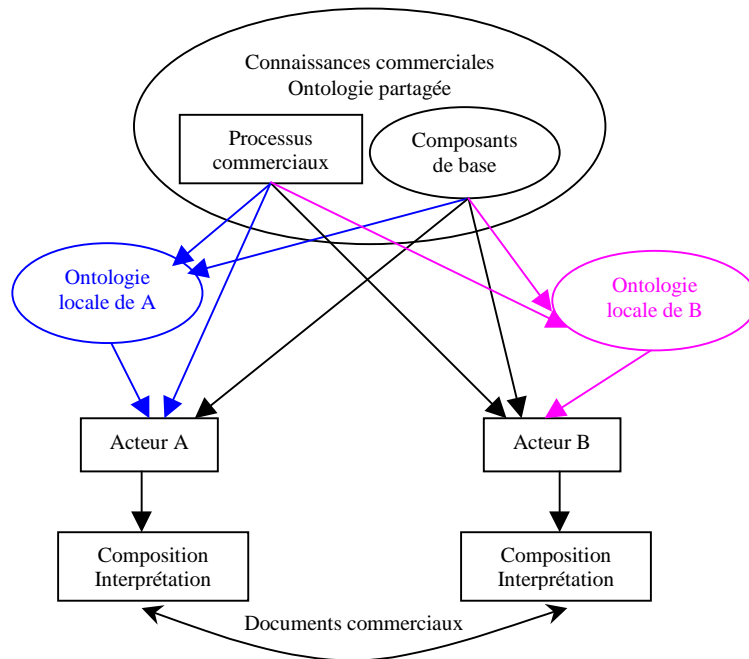 Connaissances commerciales
Ontologie partagée
Processus
commerciaux
Composants
de base
Ontologie
locale de A
Ontologie
locale de B
Acteur A
Acteur B
Composition
Interprétation
Composition
Interprétation
Documents commerciaux